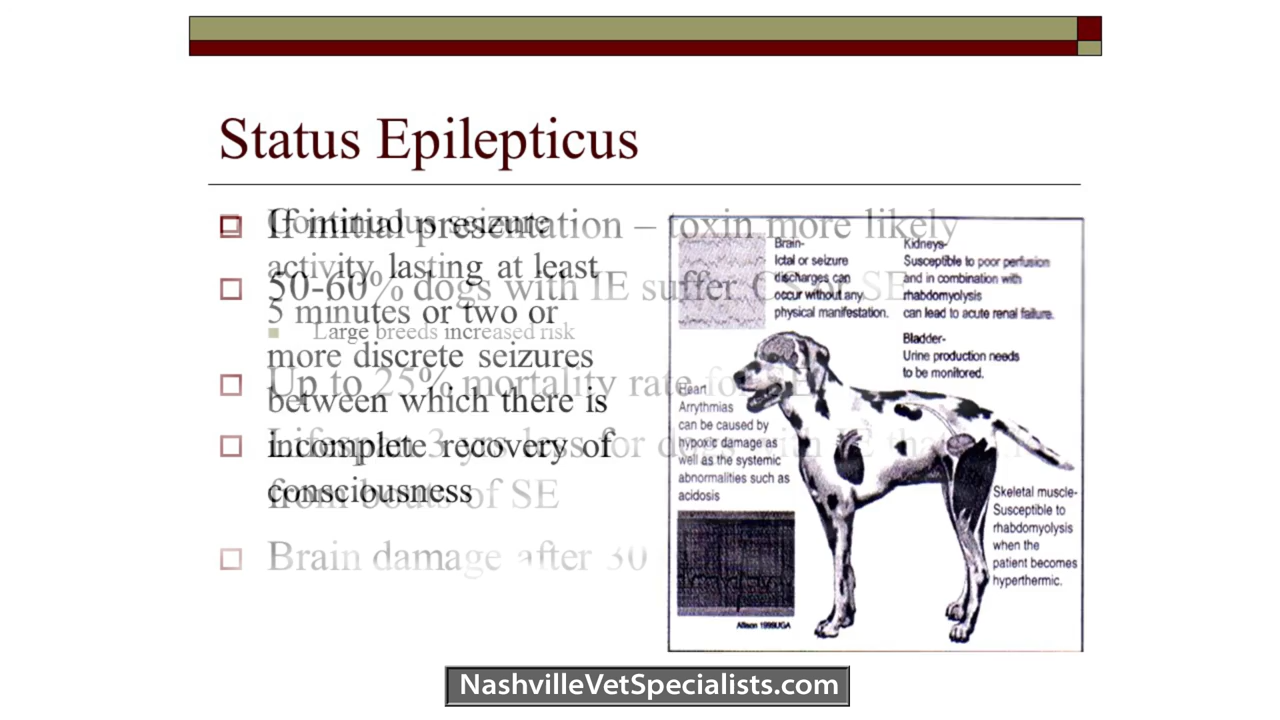 Status Epilepticus
Continuous seizure
activity lasting at least
5 minutes or two or
more discrete seizures
between which there is
incomplete recovery of
consciousness
If initial presentation – toxin more likely
50-60% dogs with IE suffer CS or SE
Large breeds increased risk
Up to 25% mortality rate for SE
Lifespan 3 yrs less for dogs with IE that
from bouts of SE
Brain damage after 30
Brain-
Ictal or seizure
discharges can
occur without any
physical manifestation.
Kidneys-
Susceptible to poor perfusion
and in combination with
rhabdomyolysis
can lead to acute renal failure.
Bladder-
Urine production needs
to be monitored.
Heart
Arrythmias
can be caused by
hypoxic damage as
well as the systemic
abnormalities such as
acidosis
Skeletal muscle-
Susceptible to
rhabdomyolysis
when the
patient becomes
hyperthermic.
Allison 1999UGA
NashvilleVetSpecialists.com